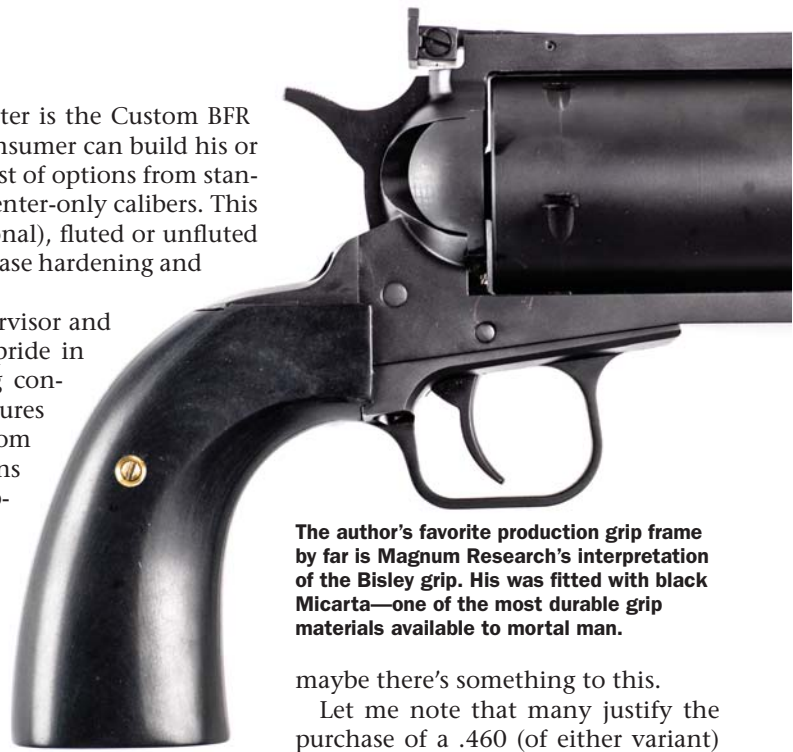 ter is the Custom BFR
nsumer can build his or
st of options from stan-
enter-only calibers. This
onal), fluted or unfluted
ase hardening and
rvisor and
pride in
g con-
ures
om
ns
o-
The author’s favorite production grip frame
by far is Magnum Research’s interpretation
of the Bisley grip. His was fitted with black
Micarta—one of the most durable grip
materials available to mortal man.
maybe there’s something to this.
Let me note that many justify the
purchase of a .460 (of either variant)